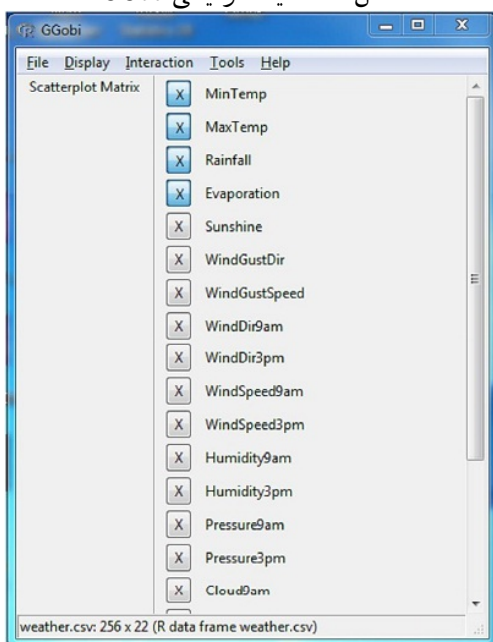 GGobi
File Display Interaction Tools Help
Scatterplot Matrix
X MinTemp
X MaxTemp
X Rainfall
X Evaporation
X Sunshine
X WindGustDir
X WindGustSpeed
X WindDir9am
X WindDir3pm
X WindSpeed9am
X WindSpeed3pm
X Humidity9am
X Humidity3pm
X Pressure9am
X Pressure3pm
X Cloud9am
weather.csv: 256 x 22 (R data frame weather.csv)